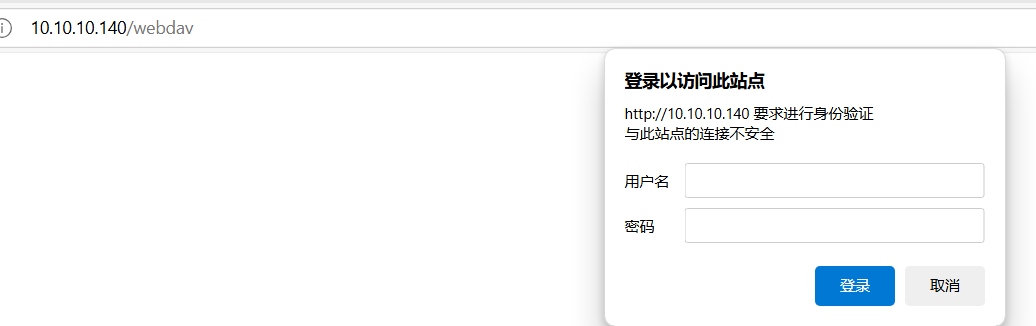 10.10.10.140/webdav
登录以访问此站点
http://10.10.10.140 要求进行身份验证
与此站点的连接不安全
用户名
密码
登录 取消